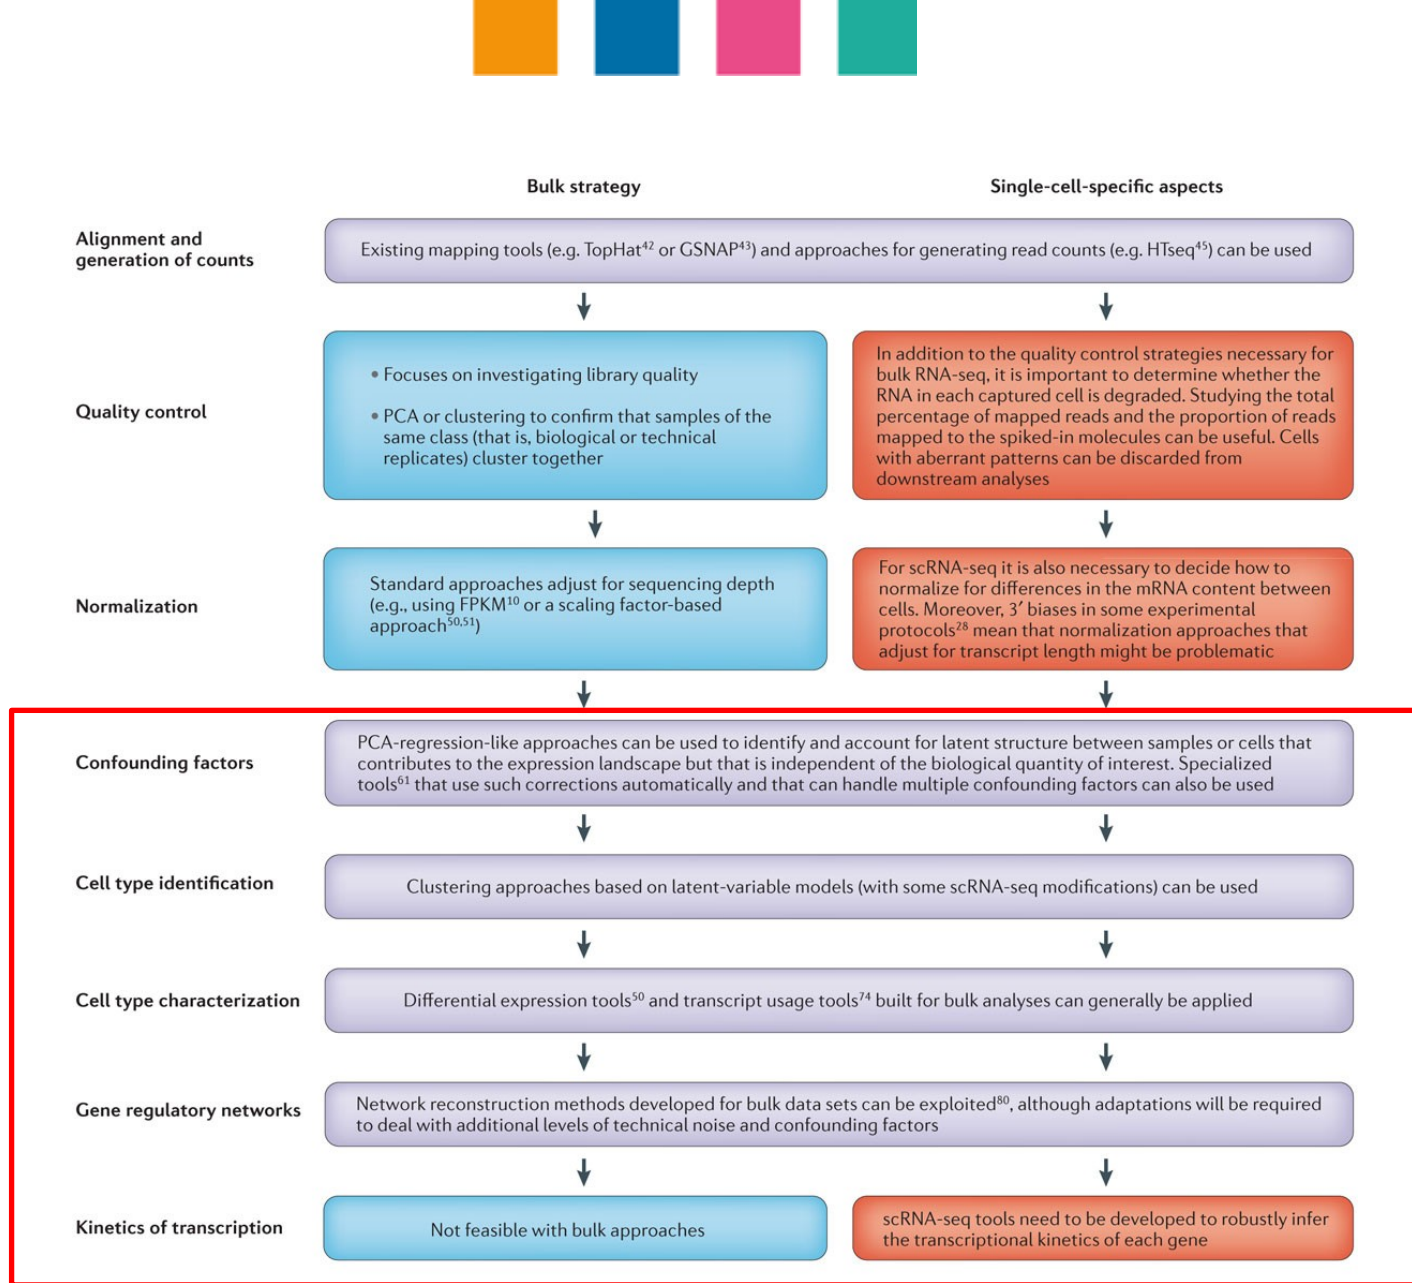 Bulk strategy
Single-cell-specific aspects
Alignment and
generation of counts
Existing mapping tools (e.g. TopHat⁴² or GSNAP⁴³) and approaches for generating read counts (e.g. HTseq⁴⁵) can be used
Quality control
• Focuses on investigating library quality
• PCA or clustering to confirm that samples of the
same class (that is, biological or technical
replicates) cluster together
In addition to the quality control strategies necessary for
bulk RNA-seq, it is important to determine whether the
RNA in each captured cell is degraded. Studying the total
percentage of mapped reads and the proportion of reads
mapped to the spiked-in molecules can be useful. Cells
with aberrant patterns can be discarded from
downstream analyses
Normalization
Standard approaches adjust for sequencing depth
(e.g., using FPKM¹⁰ or a scaling factor-based
approach⁵⁰,⁵¹)
For scRNA-seq it is also necessary to decide how to
normalize for differences in the mRNA content between
cells. Moreover, 3′ biases in some experimental
protocols²⁸ mean that normalization approaches that
adjust for transcript length might be problematic
Confounding factors
PCA-regression-like approaches can be used to identify and account for latent structure between samples or cells that
contributes to the expression landscape but that is independent of the biological quantity of interest. Specialized
tools⁶¹ that use such corrections automatically and that can handle multiple confounding factors can also be used
Cell type identification
Clustering approaches based on latent-variable models (with some scRNA-seq modifications) can be used
Cell type characterization
Differential expression tools⁵⁰ and transcript usage tools⁷⁴ built for bulk analyses can generally be applied
Gene regulatory networks
Network reconstruction methods developed for bulk data sets can be exploited⁸⁰, although adaptations will be required
to deal with additional levels of technical noise and confounding factors
Kinetics of transcription
Not feasible with bulk approaches
scRNA-seq tools need to be developed to robustly infer
the transcriptional kinetics of each gene